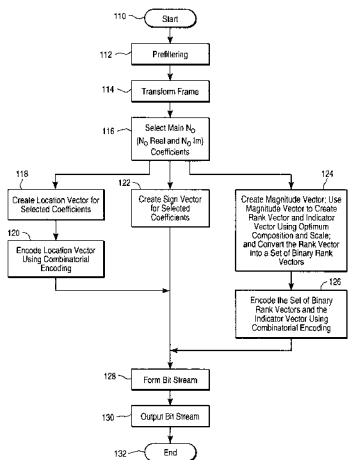 110
Start
112
Prefiltering
114
Transform Frame
116
Select Main N₀
(N₀ Real and N₀ Im)
Coefficients
118
Create Location Vector for
Selected Coefficients
120
Encode Location Vector
Using Combinatorial
Encoding
122
Create Sign Vector
for Selected
Coefficients
124
Create Magnitude Vector; Use
Magnitude Vector to Create
Rank Vector and Indicator
Vector Using Optimum
Composition and Scale;
and Convert the Rank Vector
into a Set of Binary Rank
Vectors
126
Encode the Set of Binary
Rank Vectors and the
Indicator Vector Using
Combinatorial Encoding
128
Form Bit Stream
130
Output Bit Stream
132
End